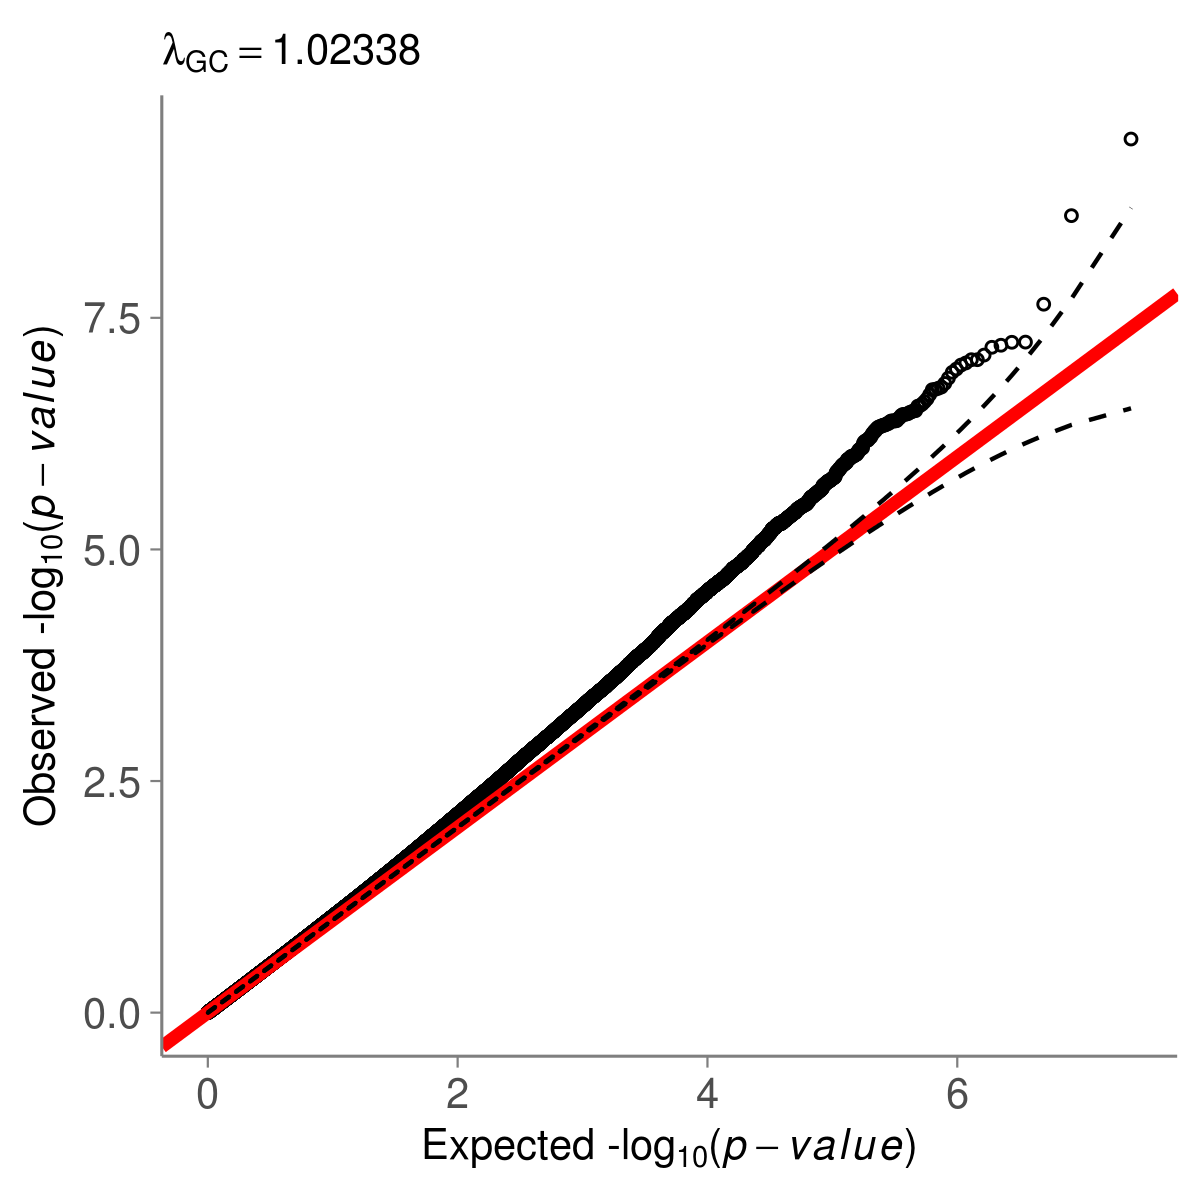 λGC = 1.02338
Observed -log10(p − value)
7.5
5.0
2.5
0.0
0 2 4 6
Expected -log10(p − value)